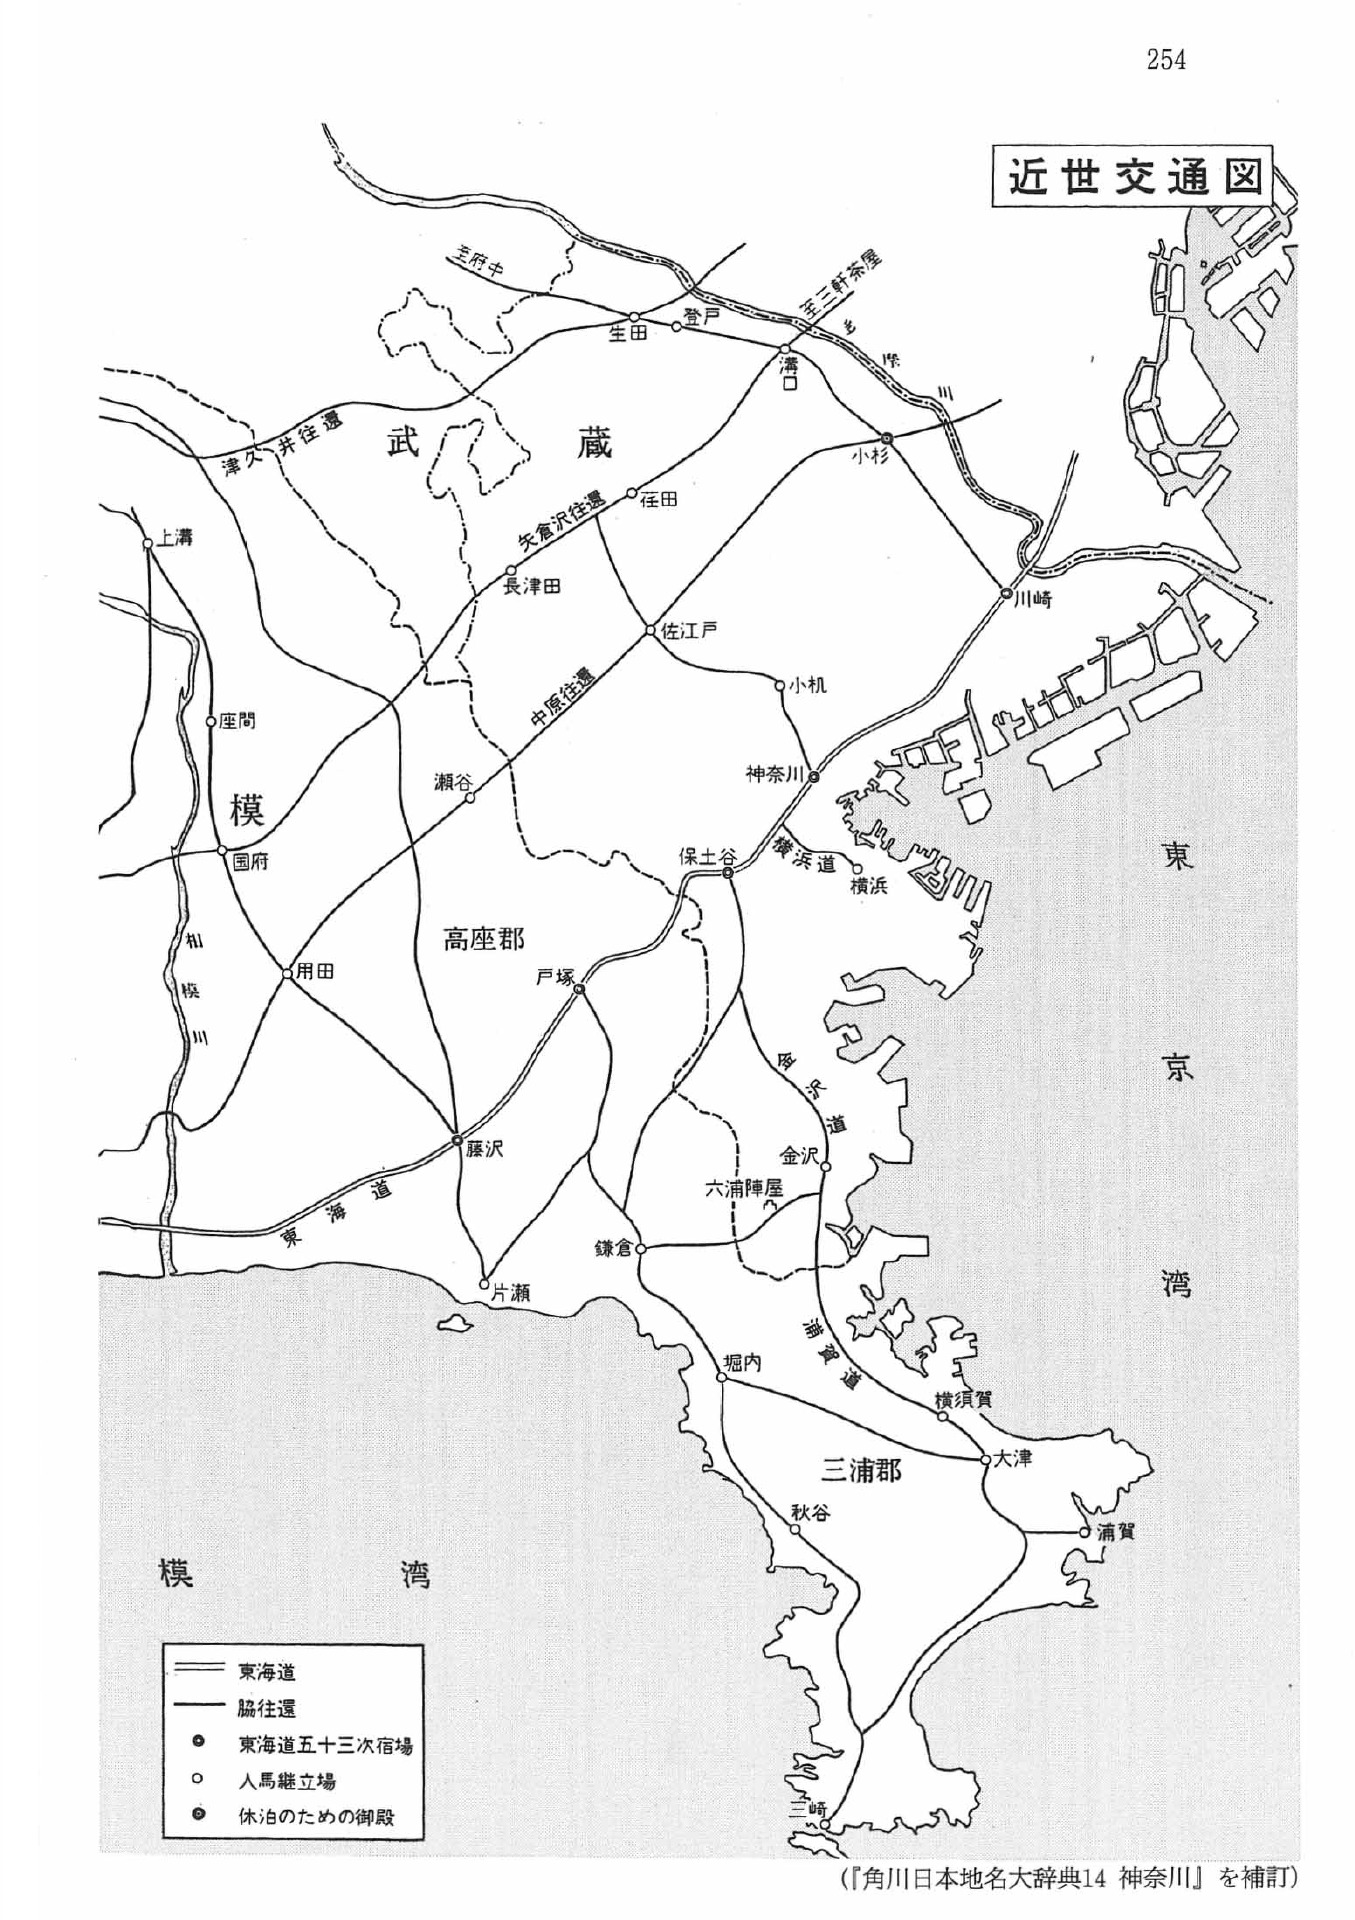 254
近世交通図
至府中
至三軒茶屋
生田
登戸
溝口
多摩川
津久井往還
武蔵
小杉
荏田
矢倉沢往還
長津田
上溝
川崎
佐江戸
小机
中原往還
座間
神奈川
瀬谷
模
国府
横浜道
保土谷
横浜
東京湾
高座郡
相模川
用田
戸塚
金沢道
藤沢
金沢
六浦陣屋
東海道
鎌倉
片瀬
浦賀道
堀内
横須賀
大津
三浦郡
秋谷
浦賀
模湾
三崎
東海道
脇往還
東海道五十三次宿場
人馬継立場
休泊のための御殿
(『角川日本地名大辞典14 神奈川』を補訂)